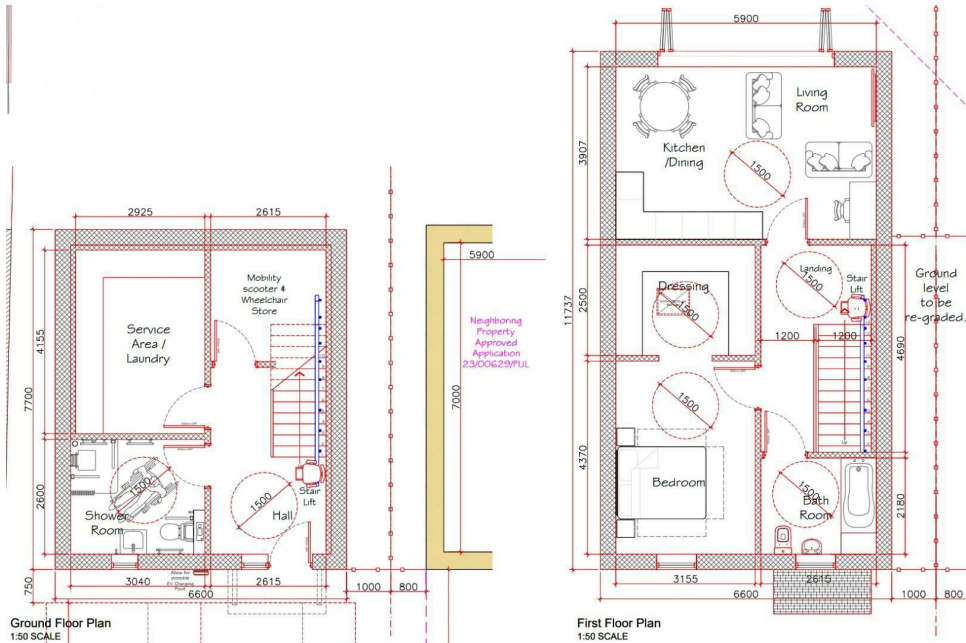 2925
2615
4155
7700
2600
750
Service
Area /
Laundry
Mobility
scooter &
Wheelchair
Store
1500
Shower
Room
1500
Hall
Stair
Lift
Allow for
possible
EV Charging
Point
3040
2615
6600
1000
800
Ground Floor Plan
1:50 SCALE
5900
7000
Neighboring
Property
Approved
Application
23/00629/FUL
5900
3907
11737
2500
4370
Kitchen
/Dining
Living
Room
1500
Dressing
1500
Landing
1500
Stair
Lift
1200
1200
4690
Ground
level
to be
re-graded.
1500
Bedroom
1500
Bath
Room
2180
3155
2615
6600
1000
800
First Floor Plan
1:50 SCALE